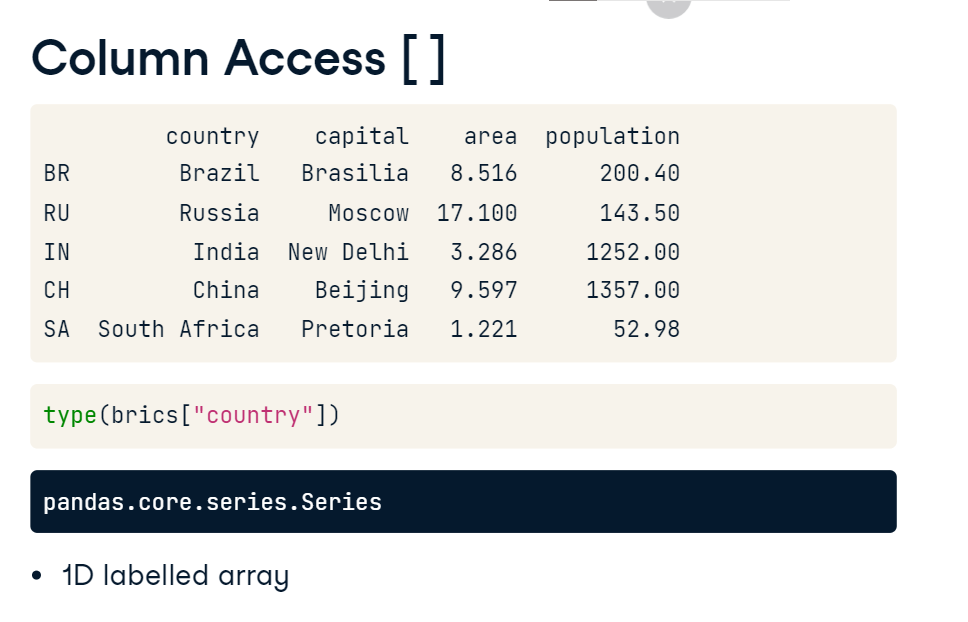 Column Access [ ]
country capital area population
BR Brazil Brasilia 8.516 200.40
RU Russia Moscow 17.100 143.50
IN India New Delhi 3.286 1252.00
CH China Beijing 9.597 1357.00
SA South Africa Pretoria 1.221 52.98
type(brics["country"])
pandas.core.series.Series
• 1D labelled array